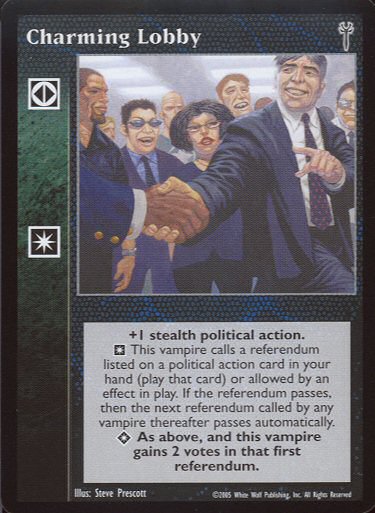 Charming Lobby
+1 stealth political action.
This vampire calls a referendum
listed on a political action card in your
hand (play that card) or allowed by an
effect in play. If the referendum passes,
then the next referendum called by any
vampire thereafter passes automatically.
As above, and this vampire
gains 2 votes in that first
referendum.
Illus: Steve Prescott
©2005 White Wolf Publishing, Inc. All Rights Reserved